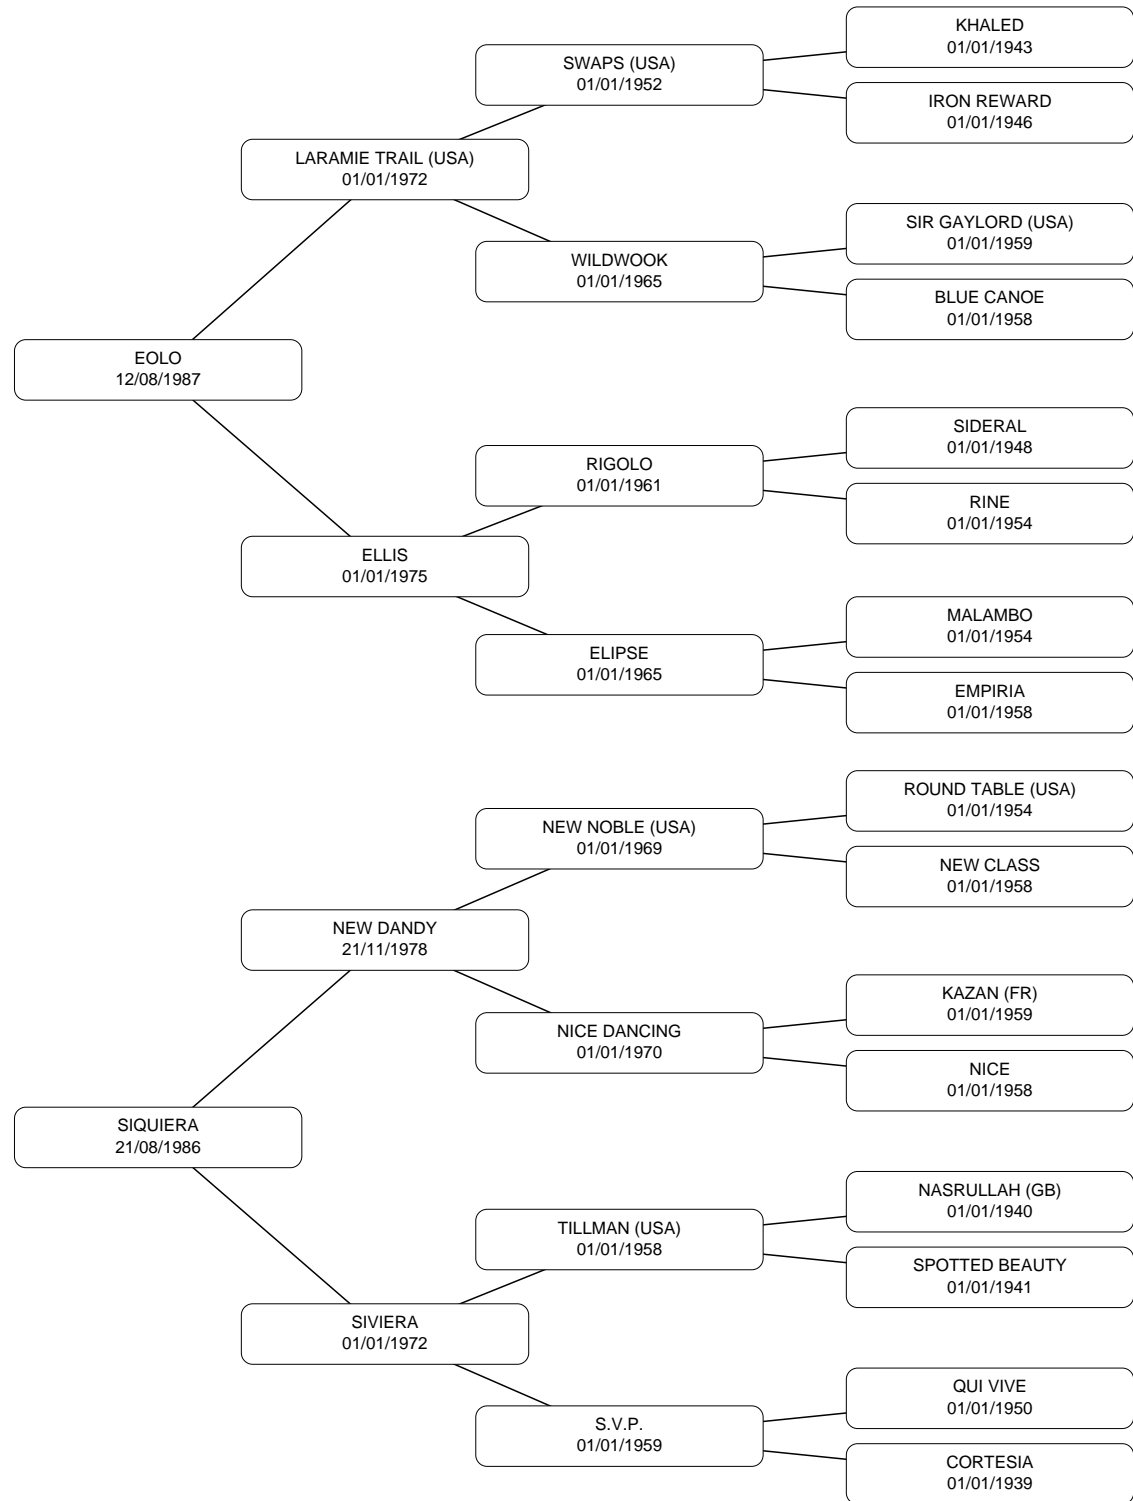 KHALED
01/01/1943
SWAPS (USA)
01/01/1952
IRON REWARD
01/01/1946
LARAMIE TRAIL (USA)
01/01/1972
SIR GAYLORD (USA)
01/01/1959
WILDWOOK
01/01/1965
BLUE CANOE
01/01/1958
EOLO
12/08/1987
SIDERAL
01/01/1948
RIGOLO
01/01/1961
RINE
01/01/1954
ELLIS
01/01/1975
MALAMBO
01/01/1954
ELIPSE
01/01/1965
EMPIRIA
01/01/1958
ROUND TABLE (USA)
01/01/1954
NEW NOBLE (USA)
01/01/1969
NEW CLASS
01/01/1958
NEW DANDY
21/11/1978
KAZAN (FR)
01/01/1959
NICE DANCING
01/01/1970
NICE
01/01/1958
SIQUIERA
21/08/1986
NASRULLAH (GB)
01/01/1940
TILLMAN (USA)
01/01/1958
SPOTTED BEAUTY
01/01/1941
SIVIERA
01/01/1972
QUI VIVE
01/01/1950
S.V.P.
01/01/1959
CORTESIA
01/01/1939